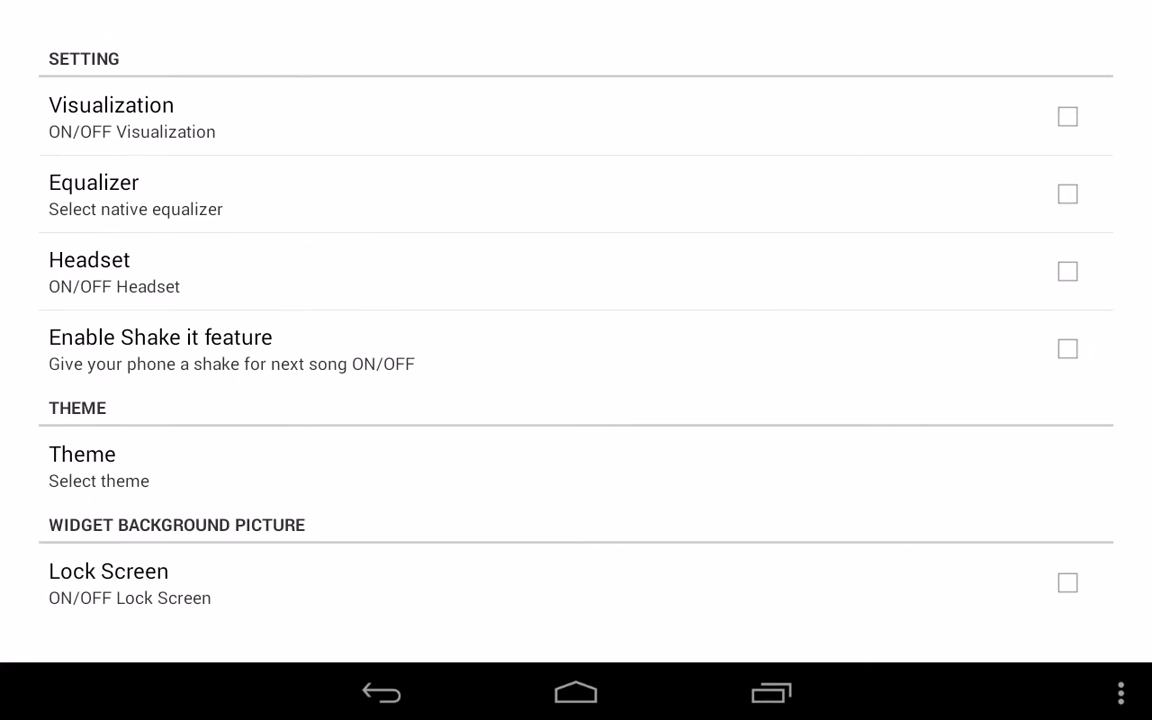 SETTING
Visualization
ON/OFF Visualization
Equalizer
Select native equalizer
Headset
ON/OFF Headset
Enable Shake it feature
Give your phone a shake for next song ON/OFF
THEME
Theme
Select theme
WIDGET BACKGROUND PICTURE
Lock Screen
ON/OFF Lock Screen